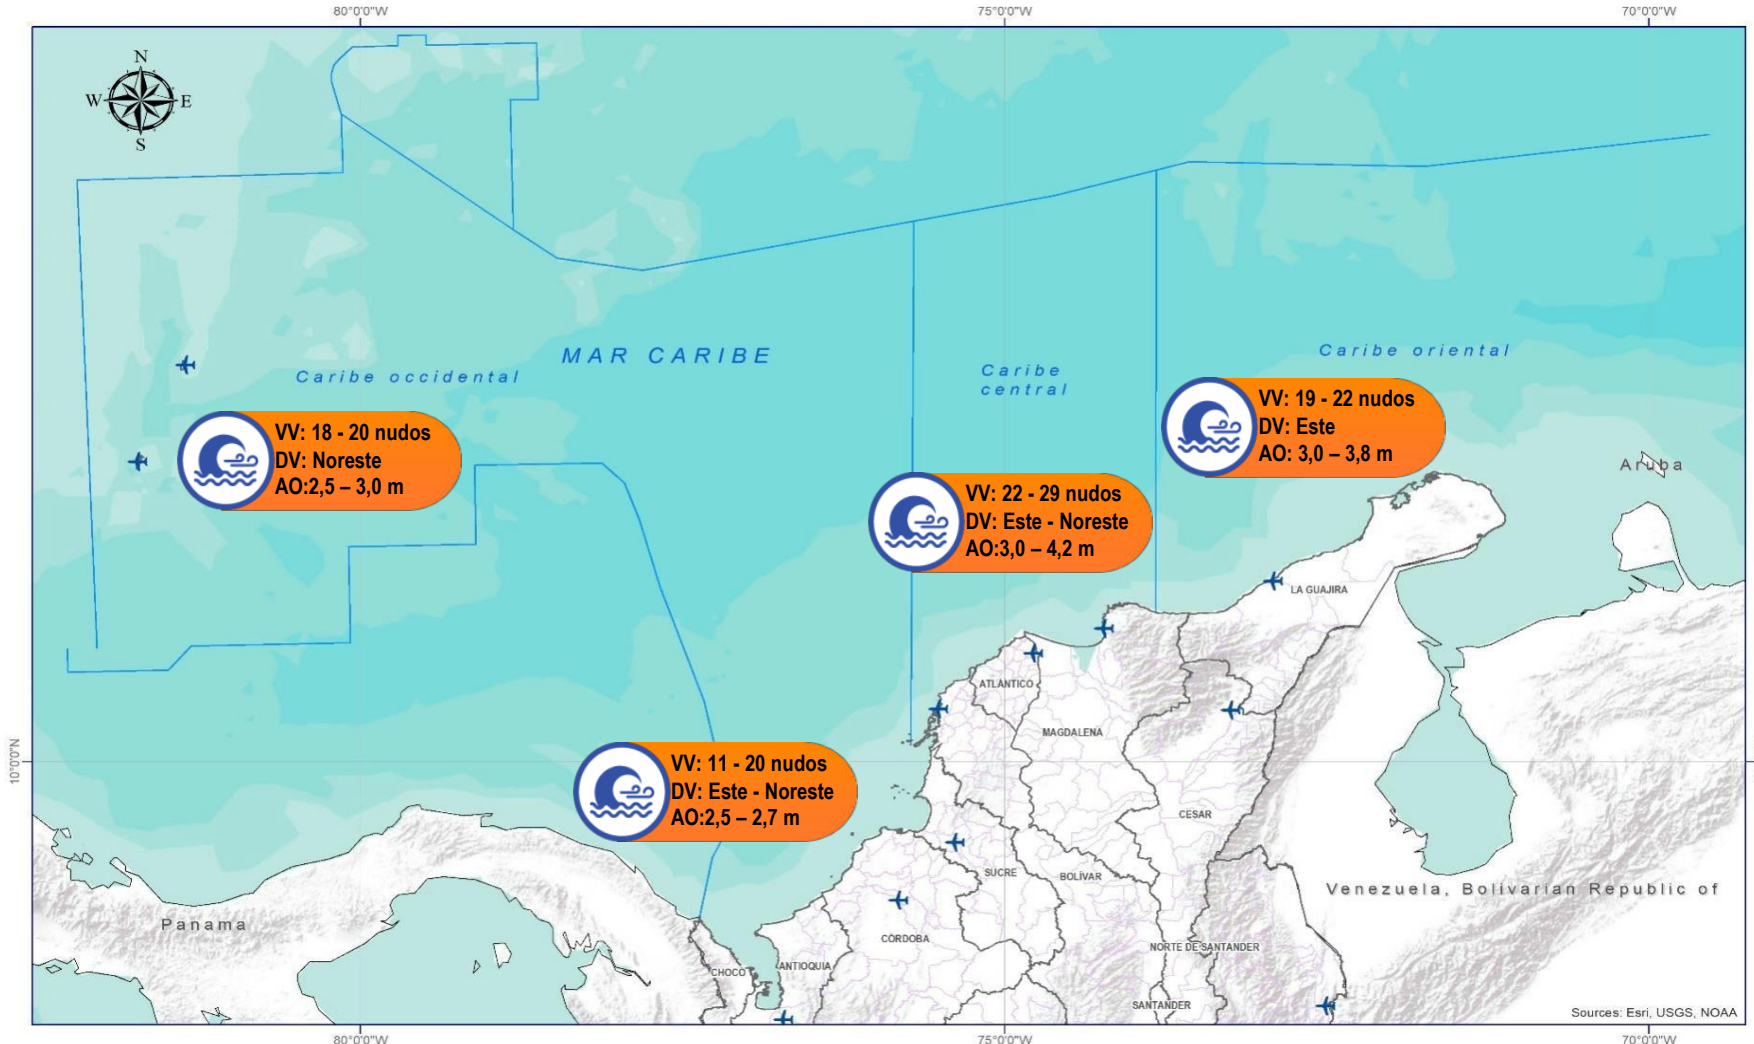 80°0'0"W
75°0'0"W
70°0'0"W
N
W
E
S
MAR CARIBE
Caribe occidental
Caribe
central
Caribe oriental
VV: 19 - 22 nudos
DV: Este
AO: 3,0 – 3,8 m
VV: 18 - 20 nudos
DV: Noreste
AO:2,5 – 3,0 m
Aruba
VV: 22 - 29 nudos
DV: Este - Noreste
AO:3,0 – 4,2 m
LA GUAJIRA
ATLÁNTICO
MAGDALENA
10°0'0"N
VV: 11 - 20 nudos
DV: Este - Noreste
AO:2,5 – 2,7 m
CESAR
SUCRE
BOLÍVAR
Venezuela, Bolivarian Republic of
Panama
CÓRDOBA
NORTE DE SANTANDER
CHOCÓ
ANTIOQUIA
SANTANDER
Sources: Esri, USGS, NOAA
80°0'0"W
75°0'0"W
70°0'0"W